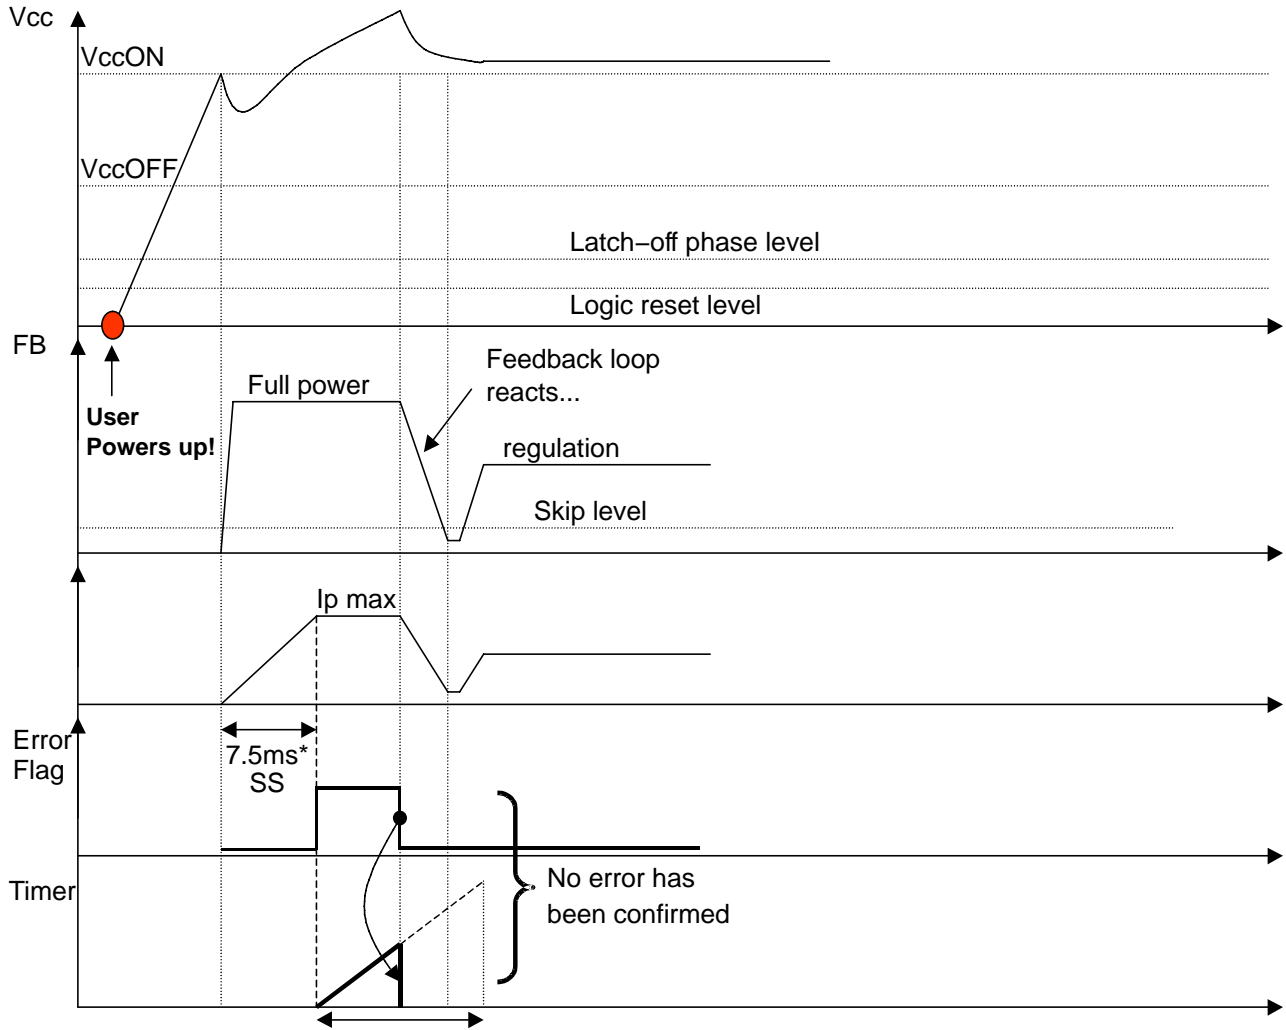 Vcc
VccON
VccOFF
Latch−off phase level
Logic reset level
FB
User
Powers up!
Full power
Feedback loop
reacts...
regulation
Skip level
Ip max
Error
Flag
7.5ms*
SS
Timer
No error has
been confirmed